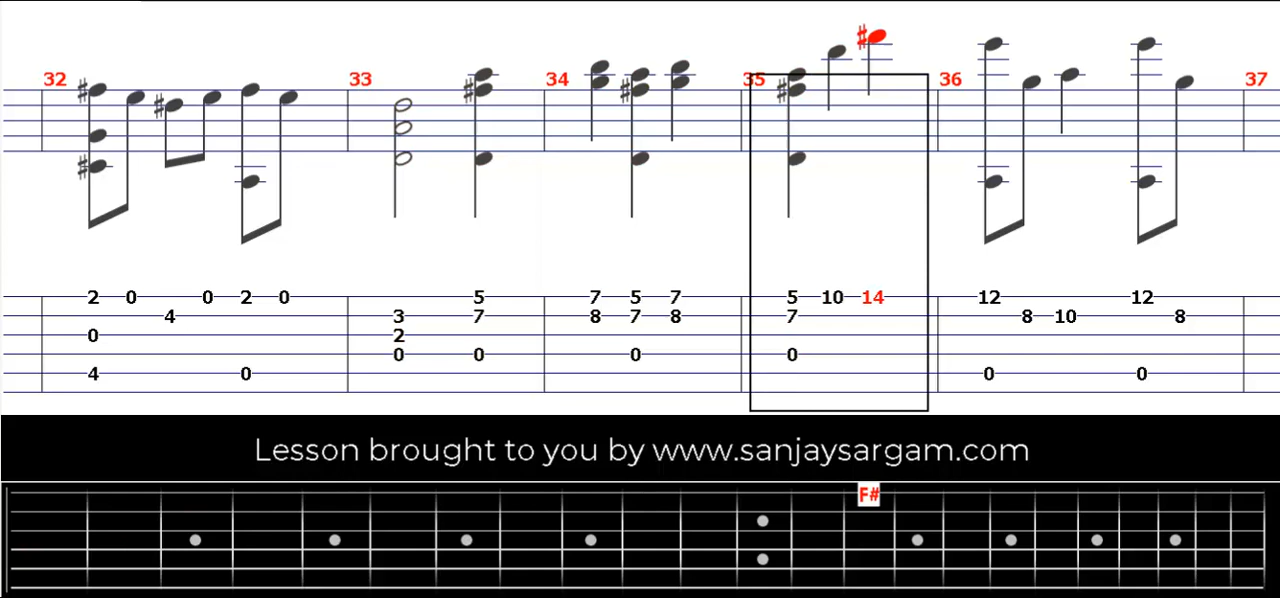 32 33 34 35 36 37
2 0 0 2 0 5 7 5 7 5 10 14 12 12
4 3 7 8 7 8 7 8 10 8
0 2
0 0 0 0
4 0 0 0
Lesson brought to you by www.sanjaysargam.com
F#